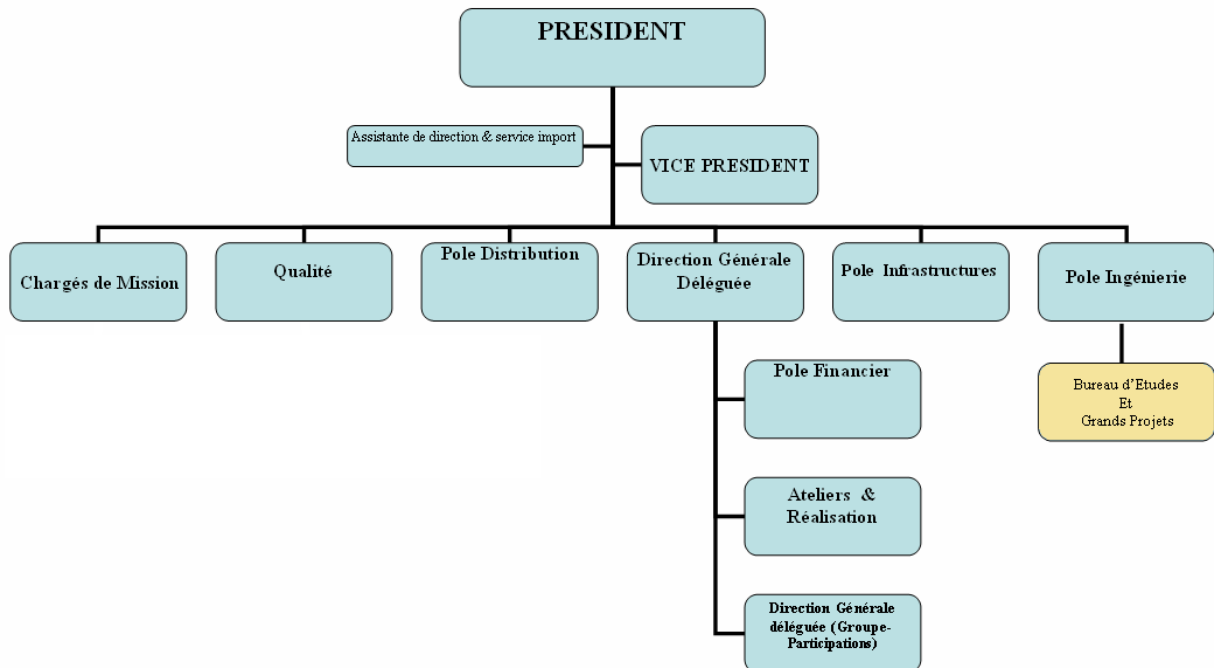 PRESIDENT
Assistante de direction & service import
VICE PRESIDENT
Chargés de Mission
Qualité
Pole Distribution
Direction Générale
Déléguée
Pole Infrastructures
Pole Ingénierie
Pole Financier
Bureau d'Etudes
Et
Grands Projets
Ateliers &
Réalisation
Direction Générale
déléguée (Groupe-
Participations)